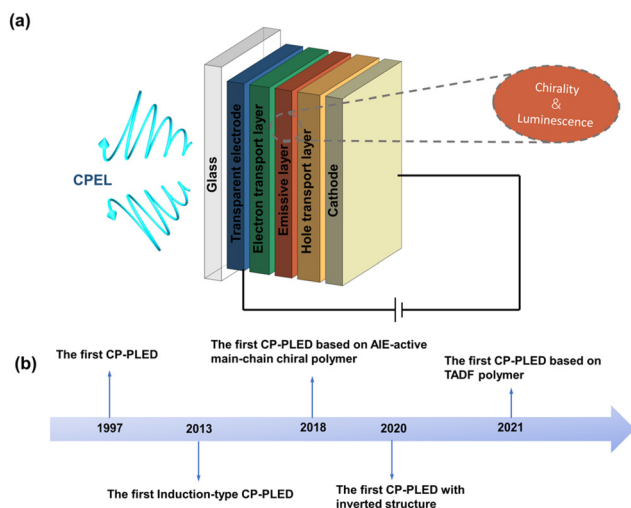 (a)
Chirality
&
Luminescence
CPEL
Glass
Transparent electrode
Electron transport layer
Emissive layer
Hole transport layer
Cathode
(b)
The first CP-PLED
The first CP-PLED based on AIE-active
main-chain chiral polymer
The first CP-PLED based on
TADF polymer
1997
2013
2018
2020
2021
The first Induction-type CP-PLED
The first CP-PLED with
inverted structure